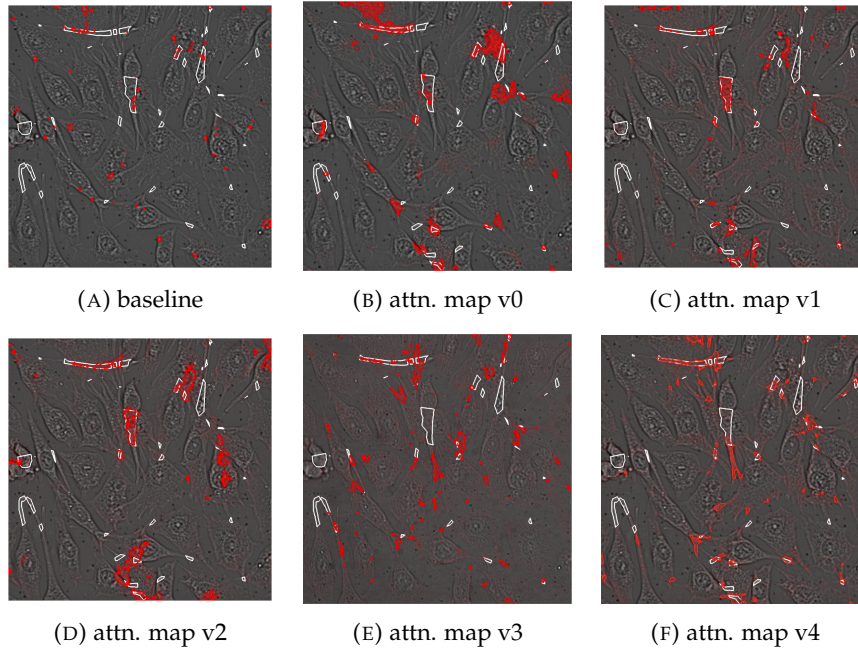 (A) baseline
(B) attn. map v0
(C) attn. map v1
(D) attn. map v2
(E) attn. map v3
(F) attn. map v4